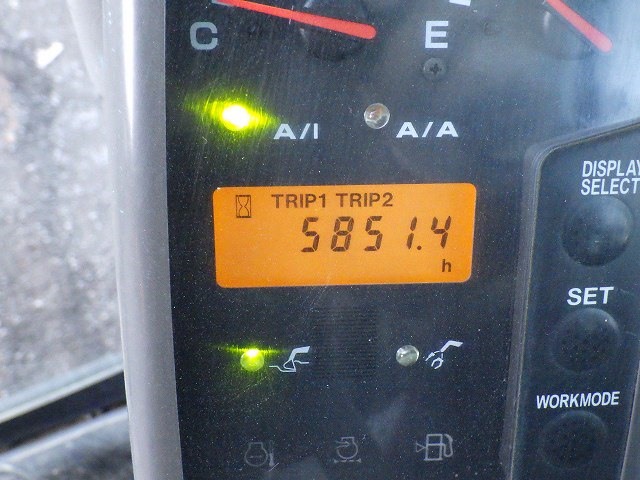 C E
A/I A/A
DISPLAY
SELECT
TRIP1 TRIP2
5851.4
h
SET
WORKMODE